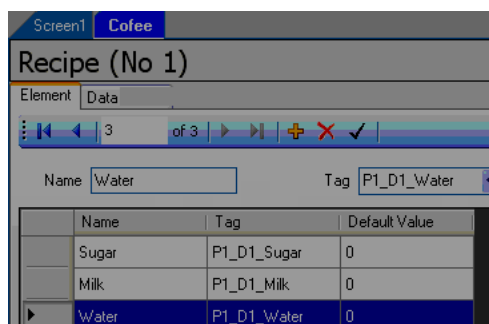 Screen1 Cofee
Recipe (No 1)
Element Data
3 of 3
Name Water Tag P1_D1_Water
Name Tag Default Value
Sugar P1_D1_Sugar 0
Milk P1_D1_Milk 0
Water P1_D1_Water 0